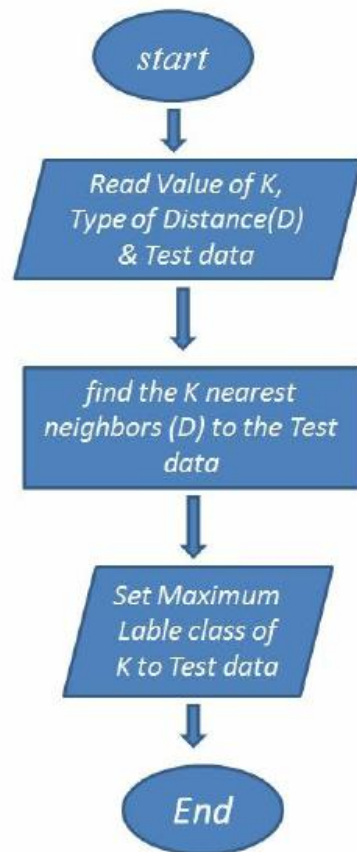 start
Read Value of K,
Type of Distance(D)
& Test data
find the K nearest
neighbors (D) to the Test
data
Set Maximum
Lable class of
K to Test data
End